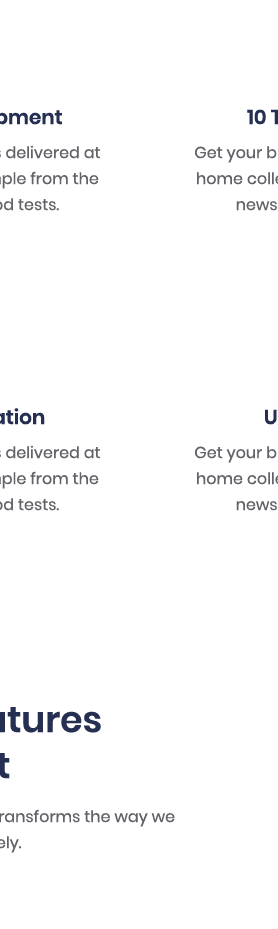 pment
s delivered at
ple from the
od tests.
10 T
Get your b
home colle
news
ation
s delivered at
ple from the
od tests.
U
Get your b
home colle
news
atures
t
transforms the way we
ely.